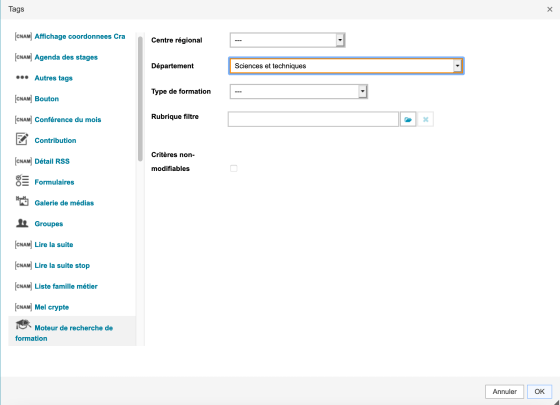 Tags
|CNAM| Affichage coordonnees Cra
|CNAM| Agenda des stages
Autres tags
|CNAM| Bouton
|CNAM| Conférence du mois
Contribution
|CNAM| Détail RSS
Formulaires
Galerie de médias
Groupes
|CNAM| Lire la suite
|CNAM| Lire la suite stop
|CNAM| Liste famille métier
|CNAM| Mel crypte
Moteur de recherche de
formation
Centre régional
---
Département
Sciences et techniques
Type de formation
---
Rubrique filtre
Critères non-
modifiables
Annuler
OK